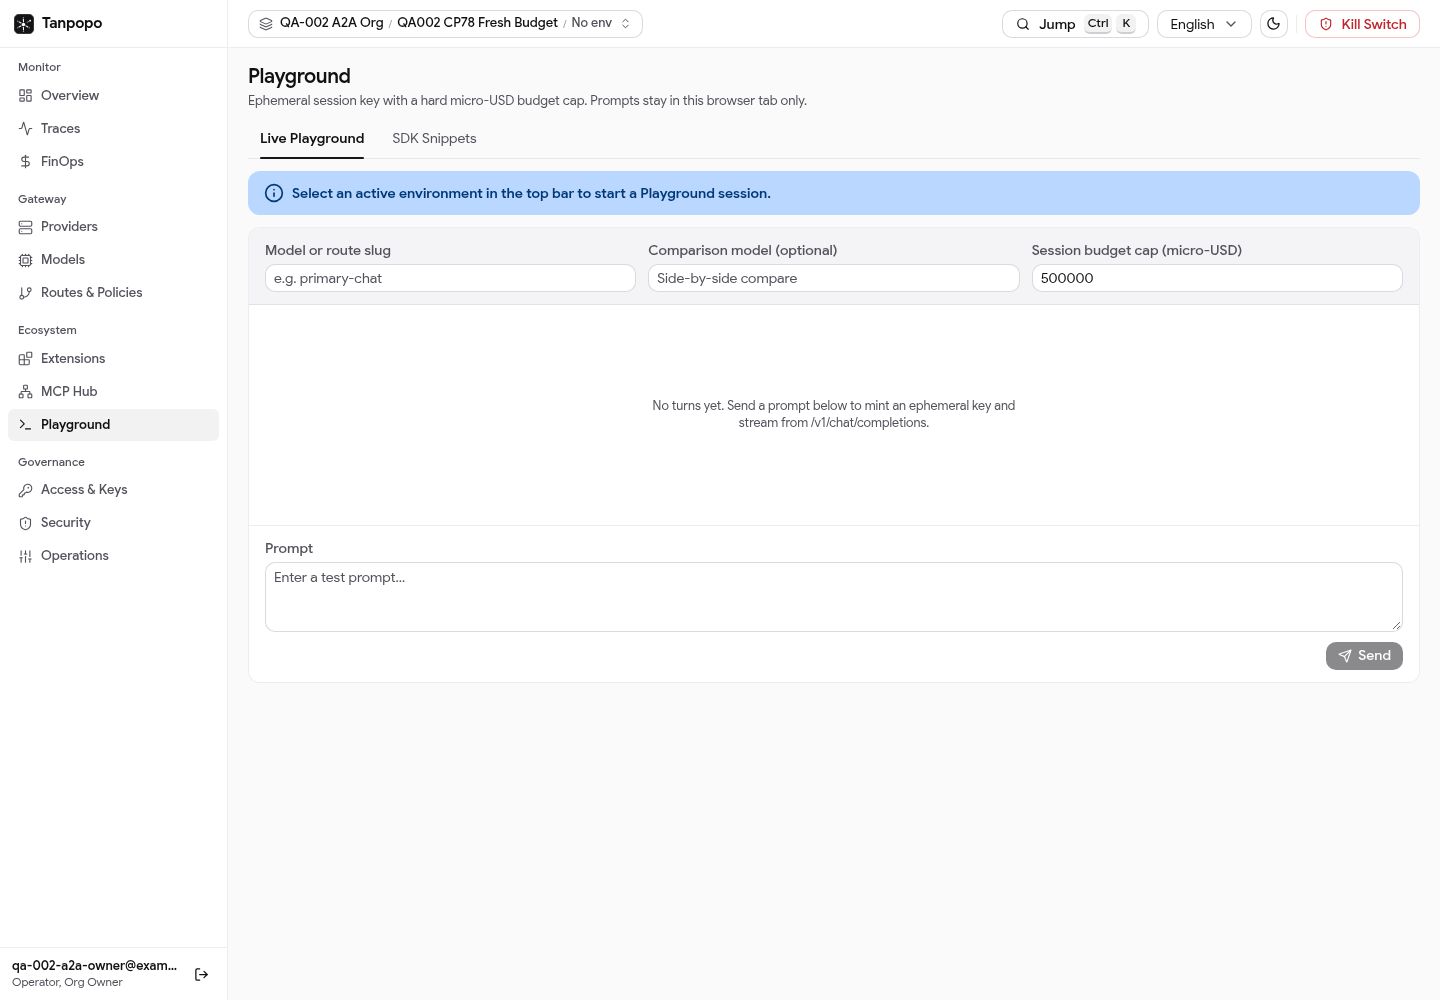 Tanpopo
QA-002 A2A Org / QA002 CP78 Fresh Budget / No env
Jump Ctrl K
English
Kill Switch
Monitor
Overview
Traces
FinOps
Gateway
Providers
Models
Routes & Policies
Ecosystem
Extensions
MCP Hub
Playground
Governance
Access & Keys
Security
Operations
qa-002-a2a-owner@exam...
Operator, Org Owner
Playground
Ephemeral session key with a hard micro-USD budget cap. Prompts stay in this browser tab only.
Live Playground
SDK Snippets
Select an active environment in the top bar to start a Playground session.
Model or route slug
e.g. primary-chat
Comparison model (optional)
Side-by-side compare
Session budget cap (micro-USD)
500000
No turns yet. Send a prompt below to mint an ephemeral key and
stream from /v1/chat/completions.
Prompt
Enter a test prompt...
Send